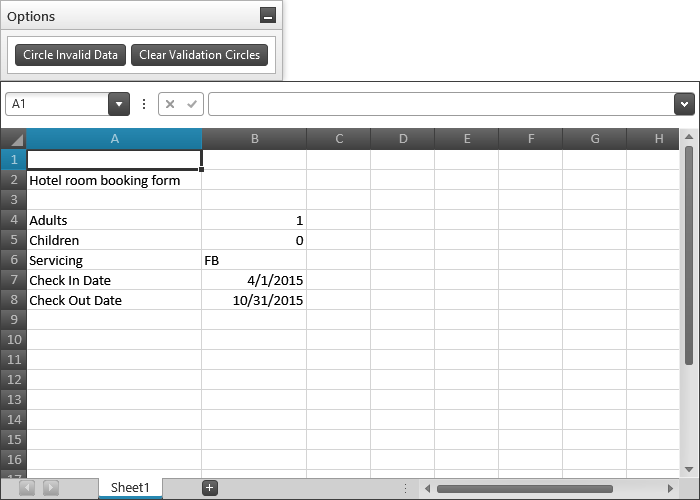 Options
Circle Invalid Data Clear Validation Circles
A1
A B C D E F G H
1
2 Hotel room booking form
3
4 Adults 1
5 Children 0
6 Servicing FB
7 Check In Date 4/1/2015
8 Check Out Date 10/31/2015
9
10
11
12
13
14
15
16
17
Sheet1